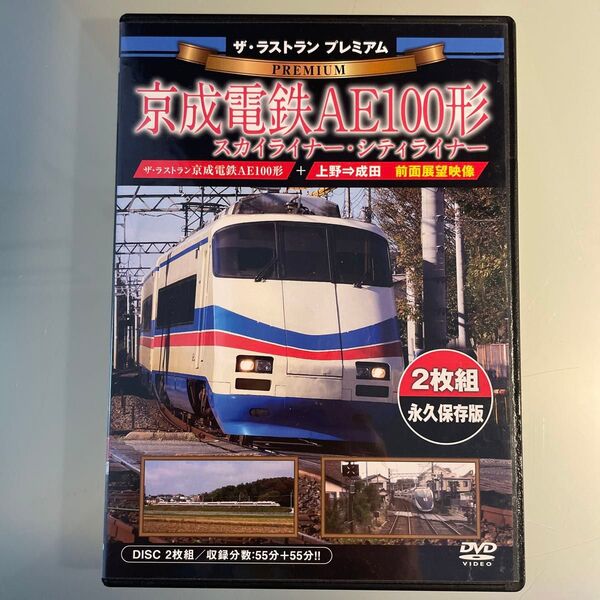 ザ・ラストラン プレミアム
PREMIUM
京成電鉄AE100形
スカイライナー・シティライナー
ザ・ラストラン京成電鉄AE100形 + 上野⇒成田 前面展望映像
2枚組
永久保存版
DISC 2枚組/収録分数:55分+55分!!
DVD
VIDEO